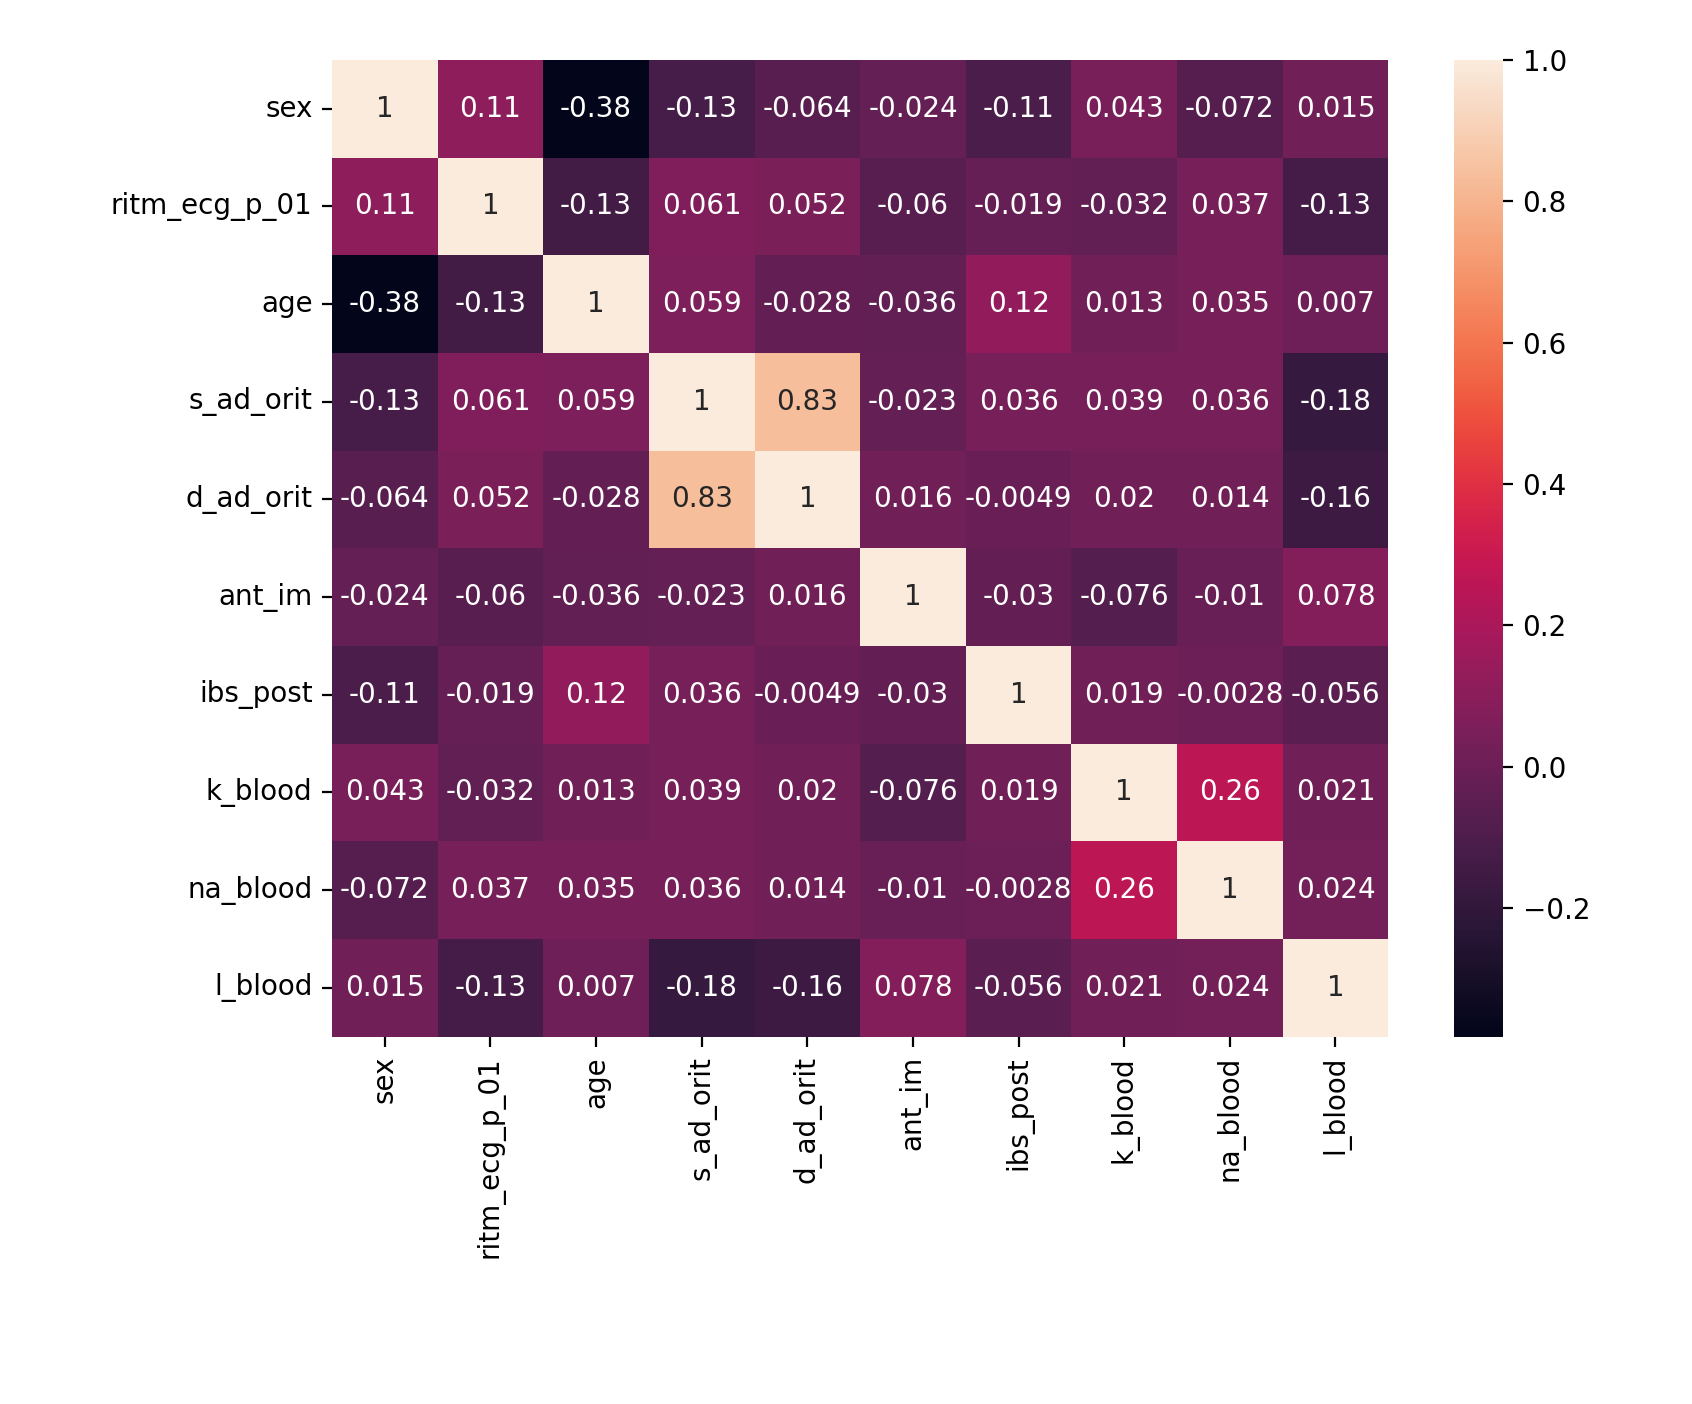 sex 1 0.11 -0.38 -0.13 -0.064 -0.024 -0.11 0.043 -0.072 0.015
ritm_ecg_p_01 0.11 1 -0.13 0.061 0.052 -0.06 -0.019 -0.032 0.037 -0.13
age -0.38 -0.13 1 0.059 -0.028 -0.036 0.12 0.013 0.035 0.007
s_ad_orit -0.13 0.061 0.059 1 0.83 -0.023 0.036 0.039 0.036 -0.18
d_ad_orit -0.064 0.052 -0.028 0.83 1 0.016 -0.0049 0.02 0.014 -0.16
ant_im -0.024 -0.06 -0.036 -0.023 0.016 1 -0.03 -0.076 -0.01 0.078
ibs_post -0.11 -0.019 0.12 0.036 -0.0049 -0.03 1 0.019 -0.0028 -0.056
k_blood 0.043 -0.032 0.013 0.039 0.02 -0.076 0.019 1 0.26 0.021
na_blood -0.072 0.037 0.035 0.036 0.014 -0.01 -0.0028 0.26 1 0.024
l_blood 0.015 -0.13 0.007 -0.18 -0.16 0.078 -0.056 0.021 0.024 1
sex ritm_ecg_p_01 age s_ad_orit d_ad_orit ant_im ibs_post k_blood na_blood l_blood
1.0
0.8
0.6
0.4
0.2
0.0
−0.2